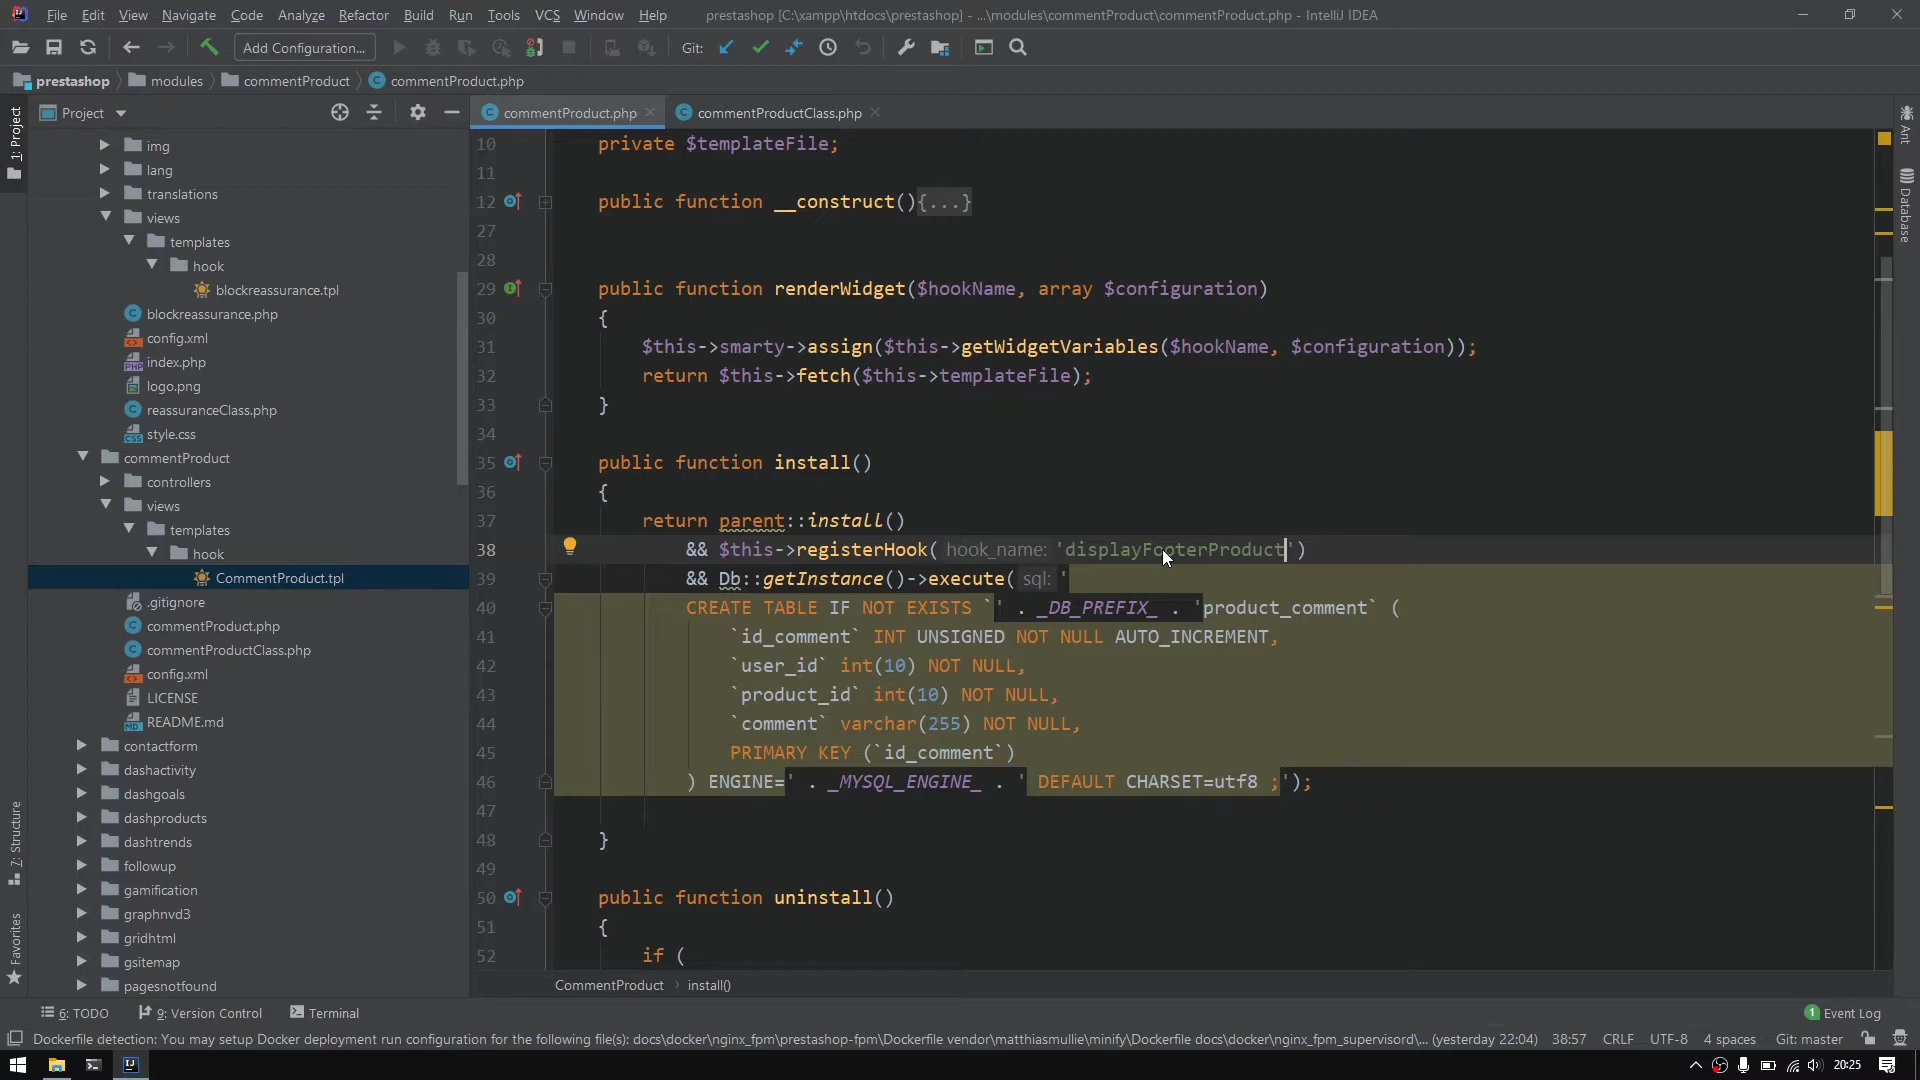 File Edit View Navigate Code Analyze Refactor Build Run Tools VCS Window Help prestashop [C:\xampp\htdocs\prestashop] - ...\modules\commentProduct\commentProduct.php - IntelliJ IDEA
Add Configuration... Git:
prestashop modules commentProduct commentProduct.php
Project
commentProduct.php commentProductClass.php
1: Project
7: Structure
Favorites
Ant
Database
img
lang
translations
views
templates
hook
blockreassurance.tpl
blockreassurance.php
config.xml
index.php
logo.png
reassuranceClass.php
style.css
commentProduct
controllers
views
templates
hook
CommentProduct.tpl
.gitignore
commentProduct.php
commentProductClass.php
config.xml
LICENSE
README.md
contactform
dashactivity
dashgoals
dashproducts
dashtrends
followup
gamification
graphnvd3
gridhtml
gsitemap
pagesnotfound
10 private $templateFile;
11
12 public function __construct(){...}
27
28
29 public function renderWidget($hookName, array $configuration)
30 {
31 $this->smarty->assign($this->getWidgetVariables($hookName, $configuration));
32 return $this->fetch($this->templateFile);
33 }
34
35 public function install()
36 {
37 return parent::install()
38 && $this->registerHook( hook_name: 'displayFooterProduct')
39 && Db::getInstance()->execute( sql: '
40 CREATE TABLE IF NOT EXISTS `' . _DB_PREFIX_ . 'product_comment` (
41 `id_comment` INT UNSIGNED NOT NULL AUTO_INCREMENT,
42 `user_id` int(10) NOT NULL,
43 `product_id` int(10) NOT NULL,
44 `comment` varchar(255) NOT NULL,
45 PRIMARY KEY (`id_comment`)
46 ) ENGINE=' . _MYSQL_ENGINE_ . ' DEFAULT CHARSET=utf8 ;');
47
48 }
49
50 public function uninstall()
51 {
52 if (
CommentProduct › install()
6: TODO 9: Version Control Terminal 1 Event Log
Dockerfile detection: You may setup Docker deployment run configuration for the following file(s): docs\docker\nginx_fpm\prestashop-fpm\Dockerfile vendor\matthiasmullie\minify\Dockerfile docs\docker\nginx_fpm_supervisord\... (yesterday 22:04) 38:57 CRLF UTF-8 4 spaces Git: master
20:25